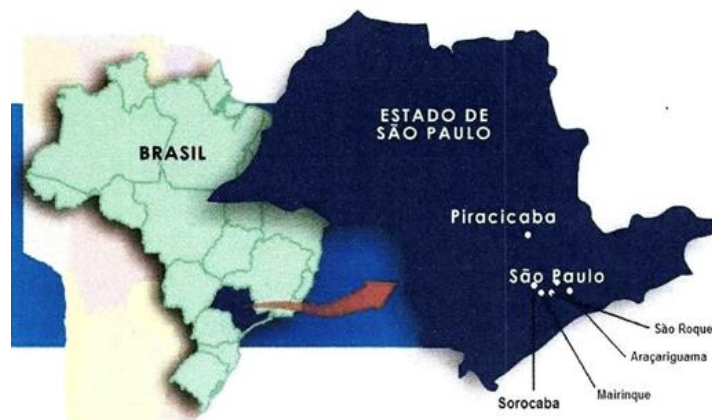 BRASIL
ESTADO DE
SÃO PAULO
Piracicaba
São Paulo
São Roque
Araçariguama
Mairinque
Sorocaba